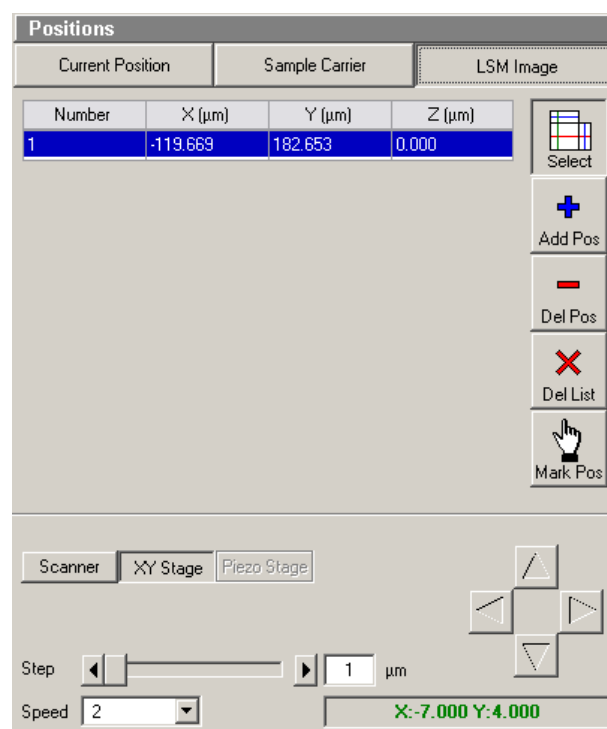 Positions
Current Position Sample Carrier LSM Image
Number X (µm) Y (µm) Z (µm)
1 -119.669 182.653 0.000
Select
Add Pos
Del Pos
Del List
Mark Pos
Scanner XY Stage Piezo Stage
Step 1 µm
Speed 2 X:-7.000 Y:4.000